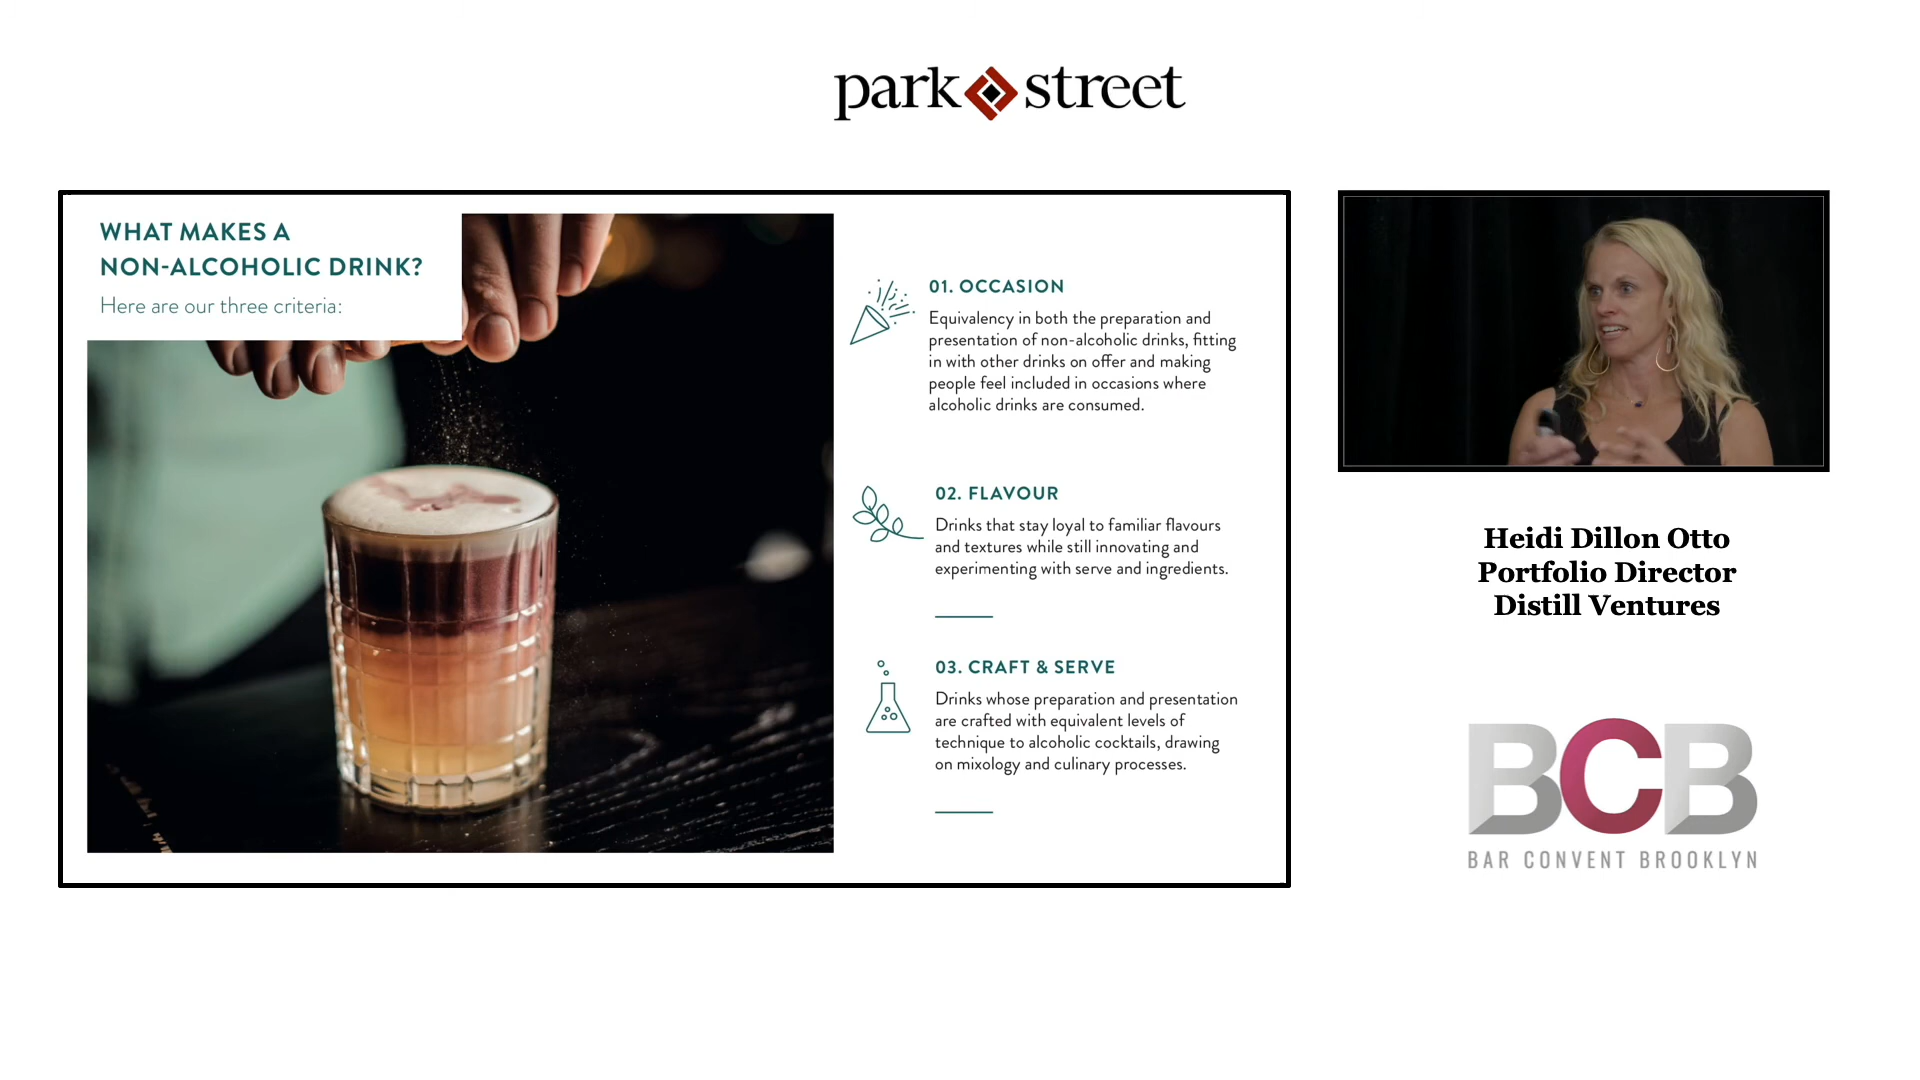 park street
WHAT MAKES A
NON-ALCOHOLIC DRINK?
Here are our three criteria:
01. OCCASION
Equivalency in both the preparation and
presentation of non-alcoholic drinks, fitting
in with other drinks on offer and making
people feel included in occasions where
alcoholic drinks are consumed.
02. FLAVOUR
Drinks that stay loyal to familiar flavours
and textures while still innovating and
experimenting with serve and ingredients.
03. CRAFT & SERVE
Drinks whose preparation and presentation
are crafted with equivalent levels of
technique to alcoholic cocktails, drawing
on mixology and culinary processes.
Heidi Dillon Otto
Portfolio Director
Distill Ventures
BCB
BAR CONVENT BROOKLYN